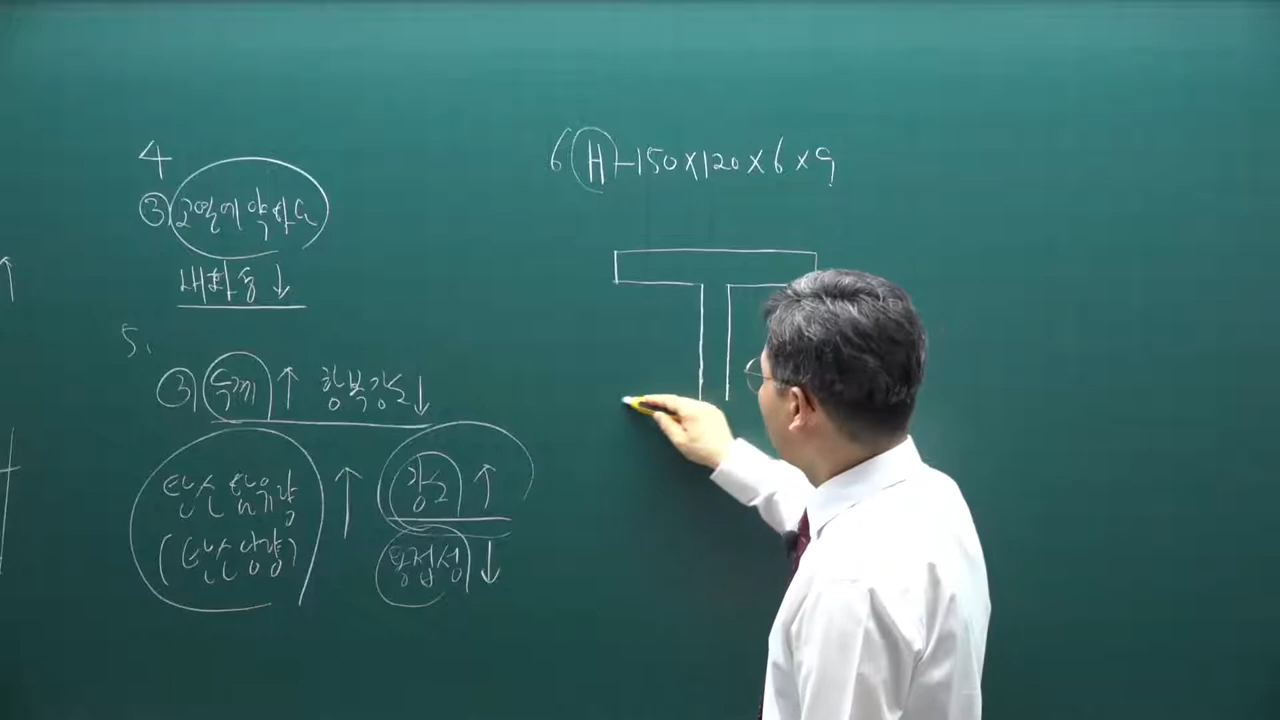 4
③ 고열에 약하다
내화성 ↓
5.
③ 두께 ↑ 항복강도 ↓
탄소함유량 ↑ 강도 ↑
(탄소당량) 용접성 ↓
6 H-150×120×6×9